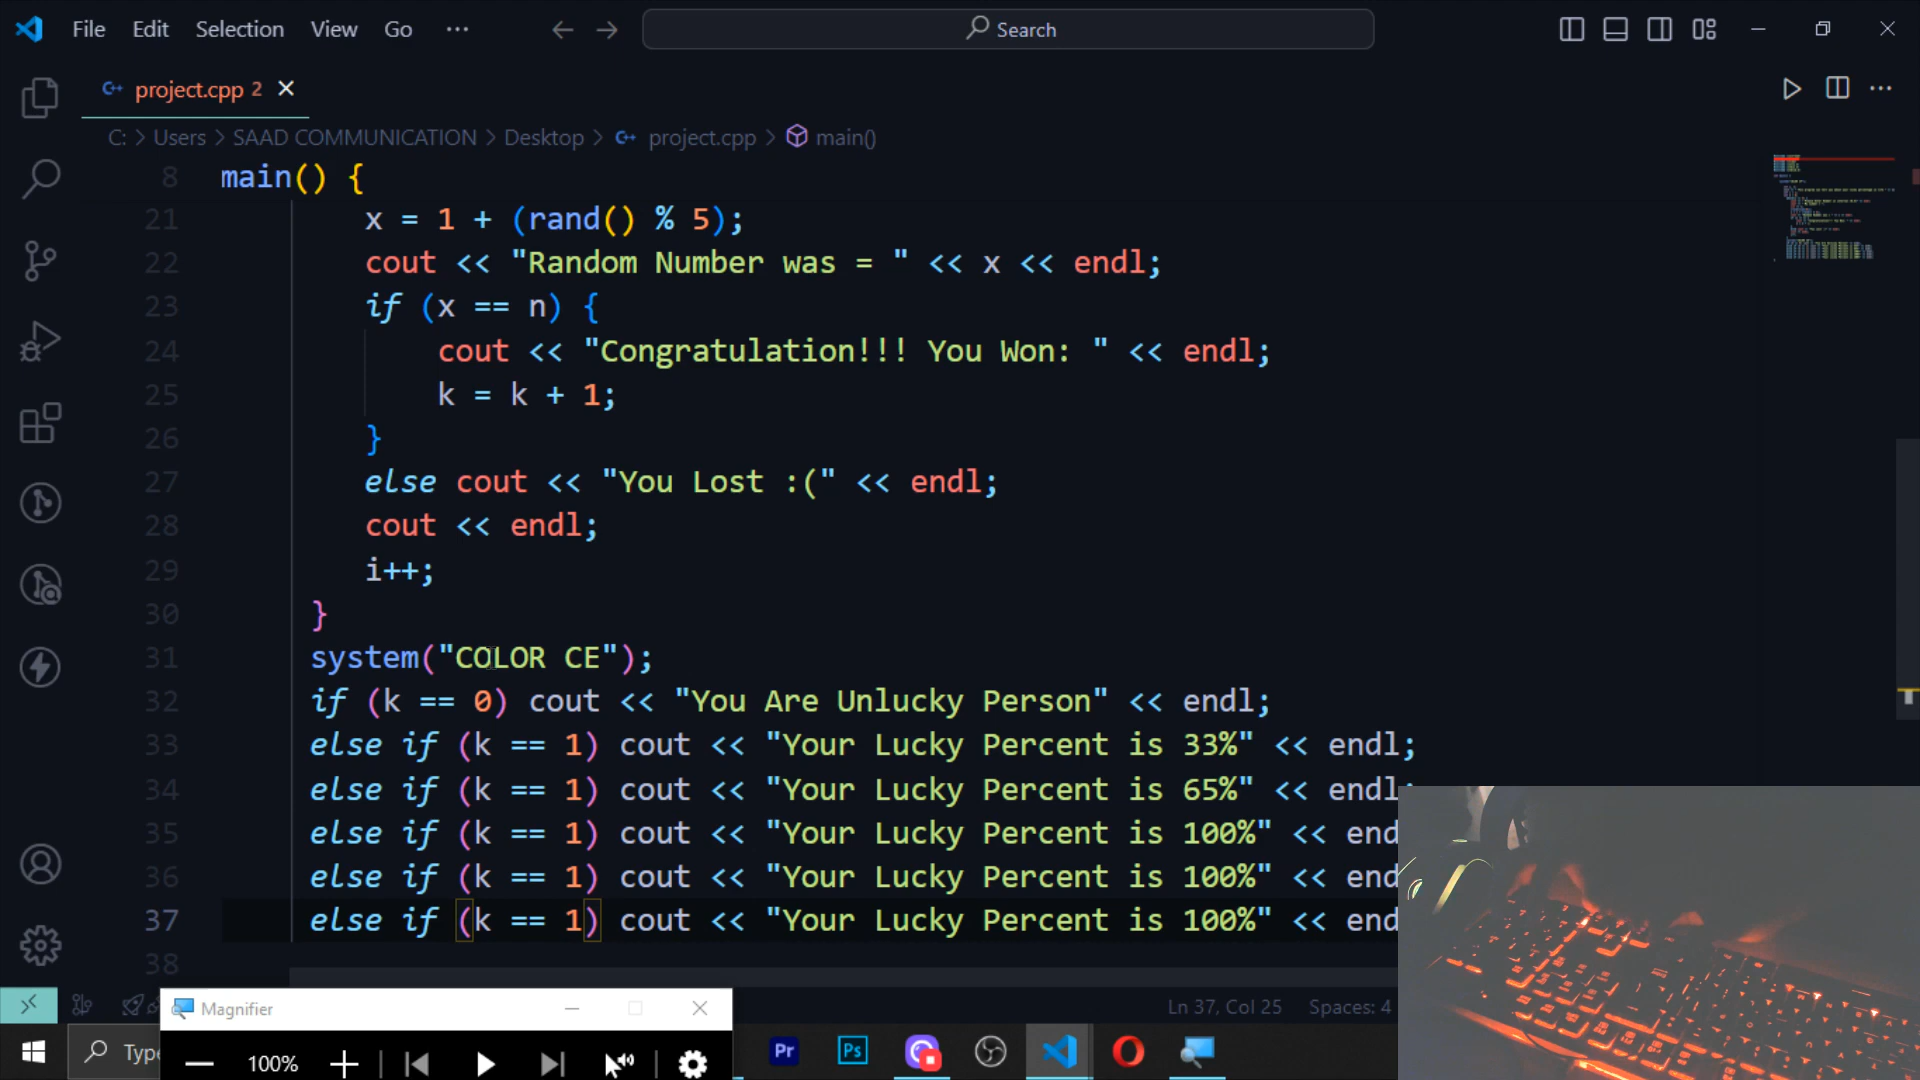 File Edit Selection View Go ··· Search
project.cpp 2
C: > Users > SAAD COMMUNICATION > Desktop > project.cpp > main()
8 main() {
21 x = 1 + (rand() % 5);
22 cout << "Random Number was = " << x << endl;
23 if (x == n) {
24 cout << "Congratulation!!! You Won: " << endl;
25 k = k + 1;
26 }
27 else cout << "You Lost :(" << endl;
28 cout << endl;
29 i++;
30 }
31 system("COLOR CE");
32 if (k == 0) cout << "You Are Unlucky Person" << endl;
33 else if (k == 1) cout << "Your Lucky Percent is 33%" << endl;
34 else if (k == 1) cout << "Your Lucky Percent is 65%" << endl;
35 else if (k == 1) cout << "Your Lucky Percent is 100%" << end
36 else if (k == 1) cout << "Your Lucky Percent is 100%" << end
37 else if (k == 1) cout << "Your Lucky Percent is 100%" << end
38
Magnifier
Ln 37, Col 25 Spaces: 4
Type
100%
Pr Ps